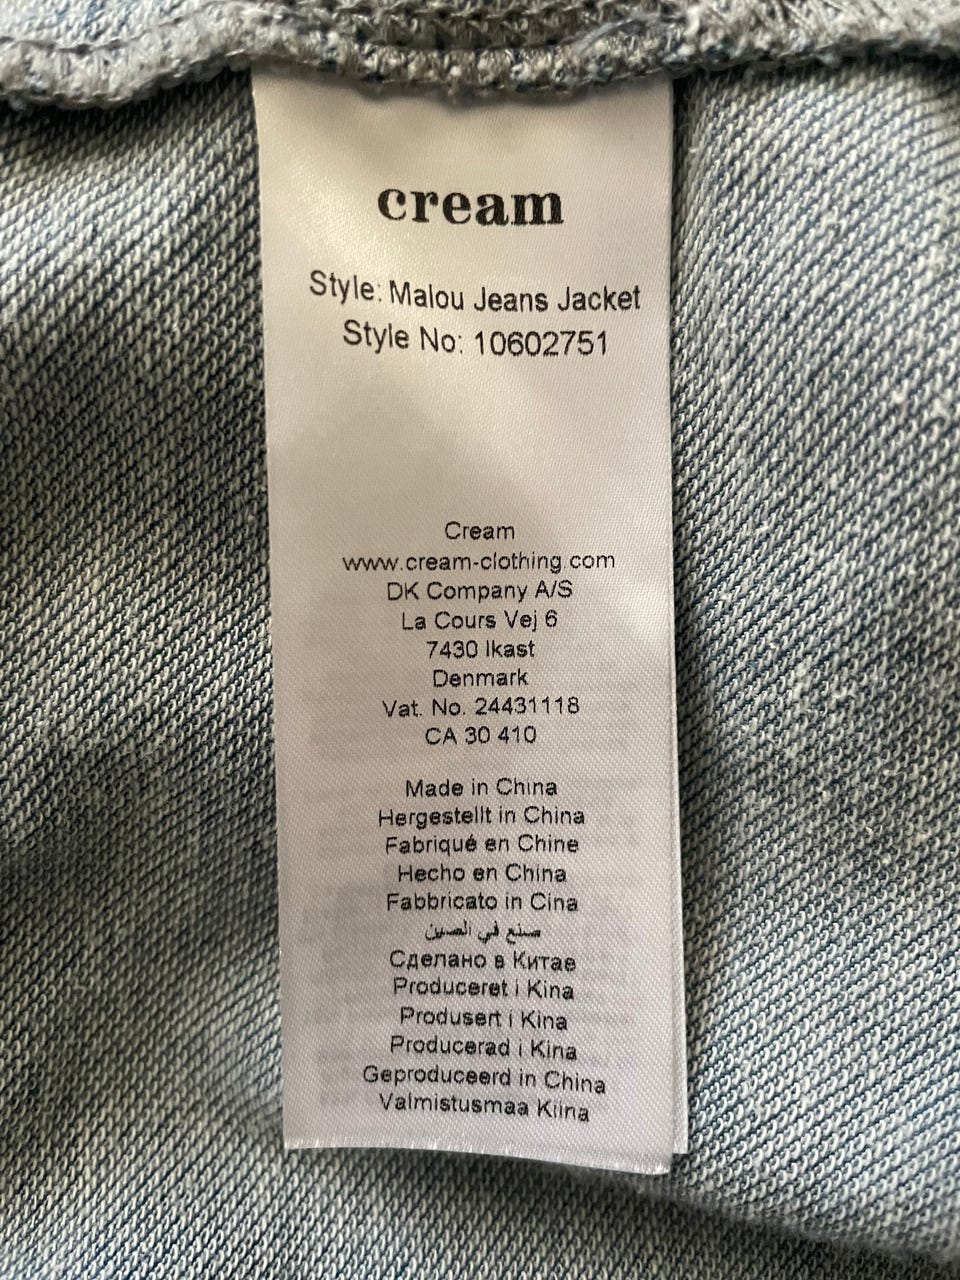 cream
Style: Malou Jeans Jacket
Style No: 10602751
Cream
www.cream-clothing.com
DK Company A/S
La Cours Vej 6
7430 Ikast
Denmark
Vat. No. 24431118
CA 30 410
Made in China
Hergestellt in China
Fabriqué en Chine
Hecho en China
Fabbricato in Cina
صنع في الصين
Сделано в Китае
Produceret i Kina
Produsert i Kina
Producerad i Kina
Geproduceerd in China
Valmistusmaa Kiina